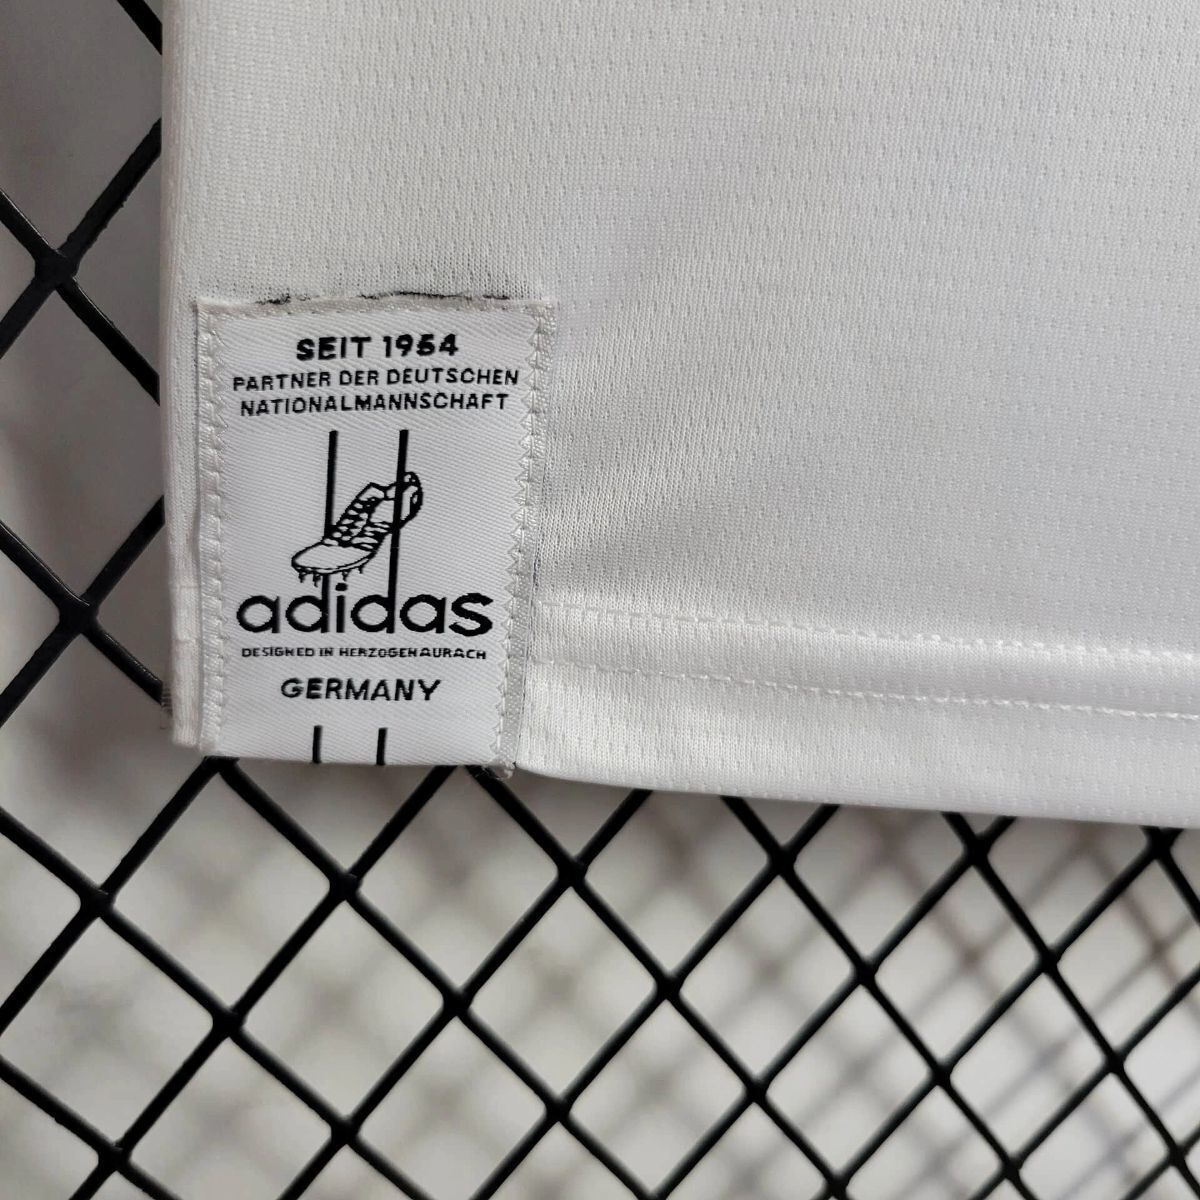 SEIT 1954
PARTNER DER DEUTSCHEN
NATIONALMANNSCHAFT
adidas
DESIGNED IN HERZOGENAURACH
GERMANY